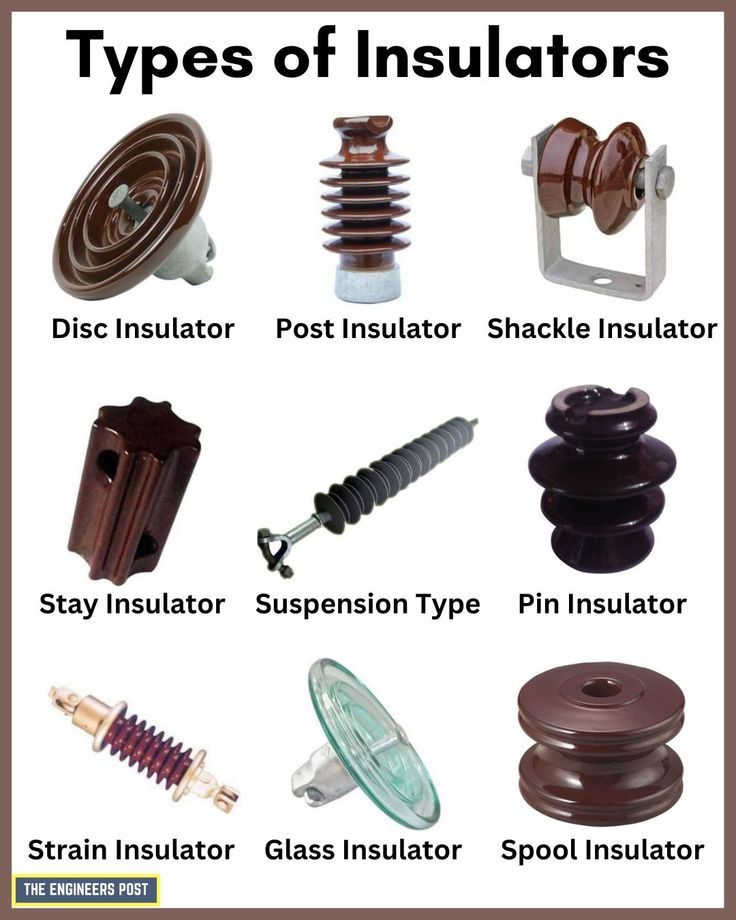 Types of Insulators
Disc Insulator
Post Insulator
Shackle Insulator
Stay Insulator
Suspension Type
Pin Insulator
Strain Insulator
Glass Insulator
Spool Insulator
THE ENGINEERS POST